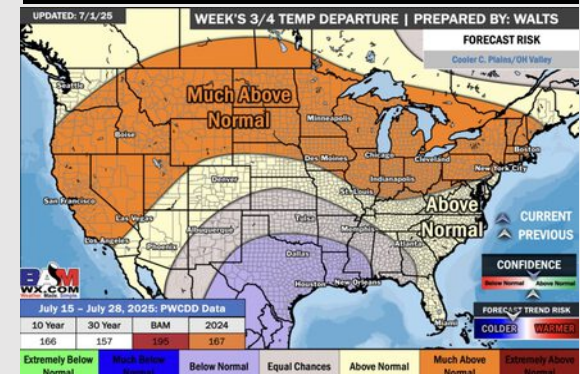 UPDATED: 7/1/25
WEEK'S 3/4 TEMP DEPARTURE | PREPARED BY: WALTS
FORECAST RISK
Cooler C. Plains/OH Valley
Seattle
Much Above
Normal
Minneapolis
Boise
Boston
Chicago
Cleveland
New York City
Des Moines
Indianapolis
Denver
St. Louis
San Francisco
Above
Normal
CURRENT
PREVIOUS
Las Vegas
Tulsa
Memphis
Albuquerque
Los Angeles
Phoenix
Atlanta
Dallas
CONFIDENCE
Below Normal
Above Normal
Houston
New Orleans
BAM
WX.COM
Weather Made Simple
July 15 – July 28, 2025: PWCDD Data
FORECAST TREND RISK
COLDER
WARMER
Miami
10 Year
30 Year
BAM
2024
166
157
195
167
Extremely Below Normal
Much Below Normal
Below Normal
Equal Chances
Above Normal
Much Above Normal
Extremely Above Normal